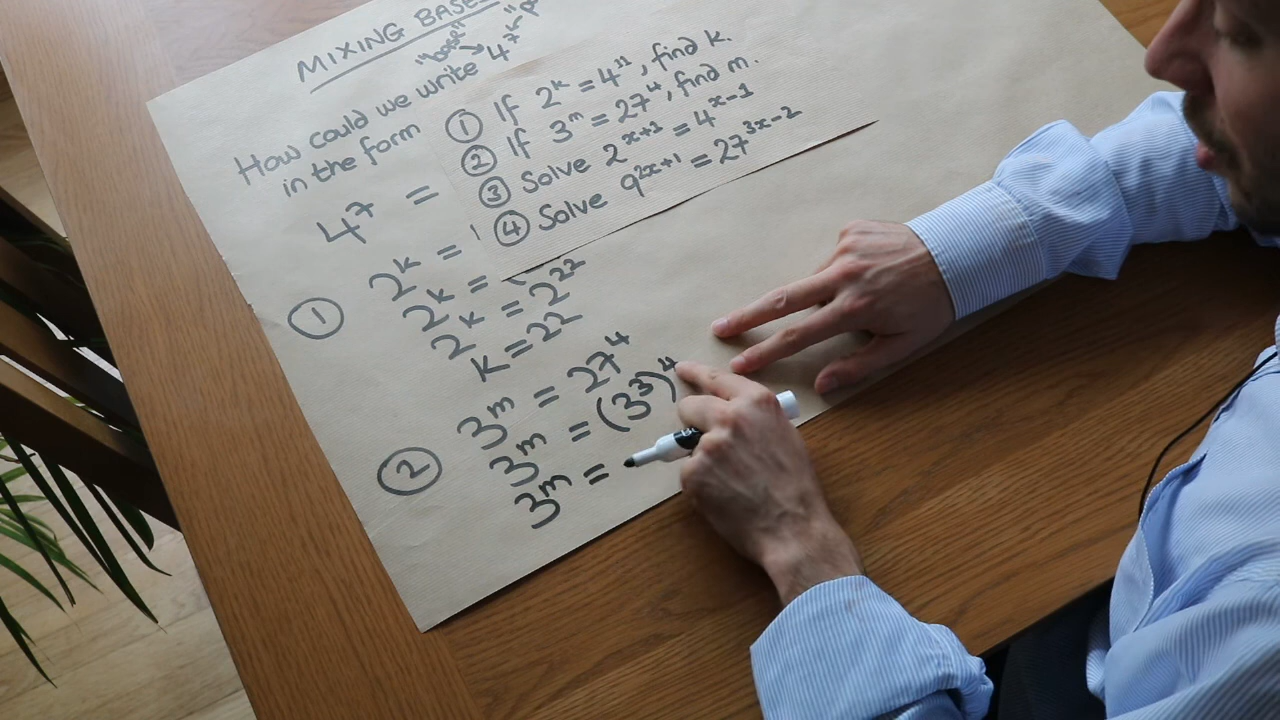 MIXING BASE
"base"
How could we write 4⁷
in the form
4⁷ =
① If 2ᵏ = 4¹¹, find k.
② If 3ᵐ = 27⁴, find m.
③ Solve 2ˣ⁺¹ = 4ˣ⁻¹
④ Solve 9²ˣ⁺¹ = 27³ˣ⁻²
① 2ᵏ =
2ᵏ =
2ᵏ = 2²²
K = 22
② 3ᵐ = 27⁴
3ᵐ = (3³)⁴
3ᵐ =